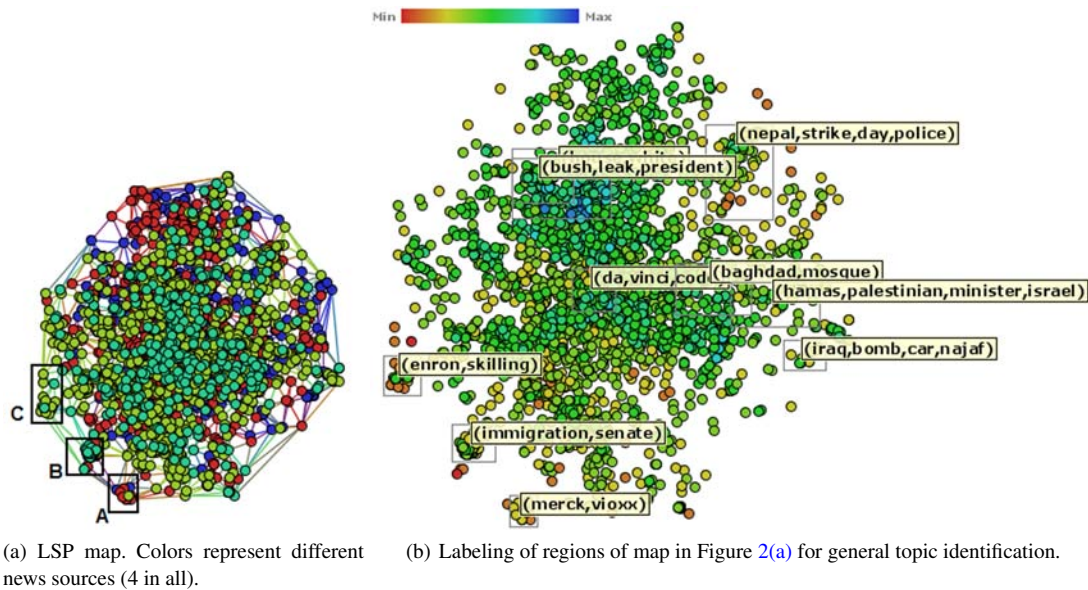 Min Max
(nepal,strike,day,police)
(bush,leak,president)
(da,vinci,code)
(baghdad,mosque)
(hamas,palestinian,minister,israel)
(iraq,bomb,car,najaf)
(enron,skilling)
(immigration,senate)
(merck,vioxx)
C
B
A
(a) LSP map. Colors represent different
news sources (4 in all).
(b) Labeling of regions of map in Figure 2(a) for general topic identification.